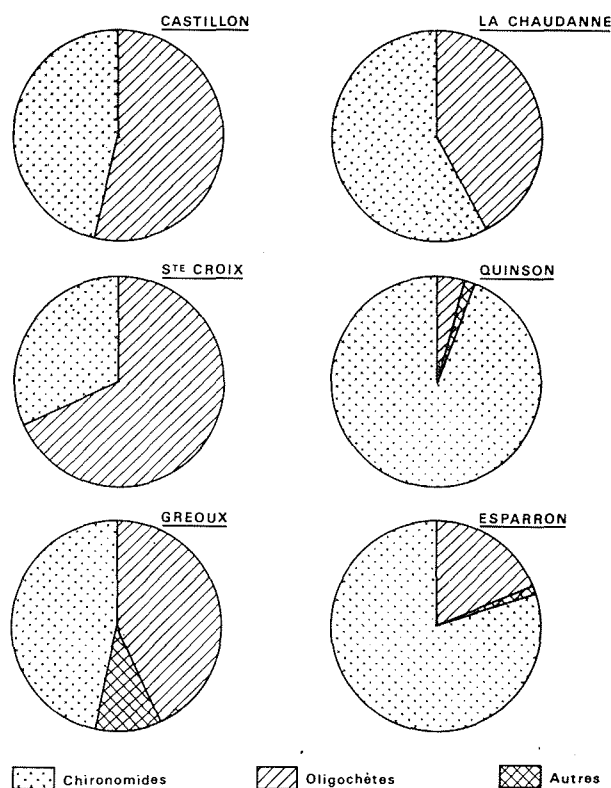 CASTILLON
LA CHAUDANNE
STE CROIX
QUINSON
GREOUX
ESPARRON
Chironomides
Oligochètes
Autres